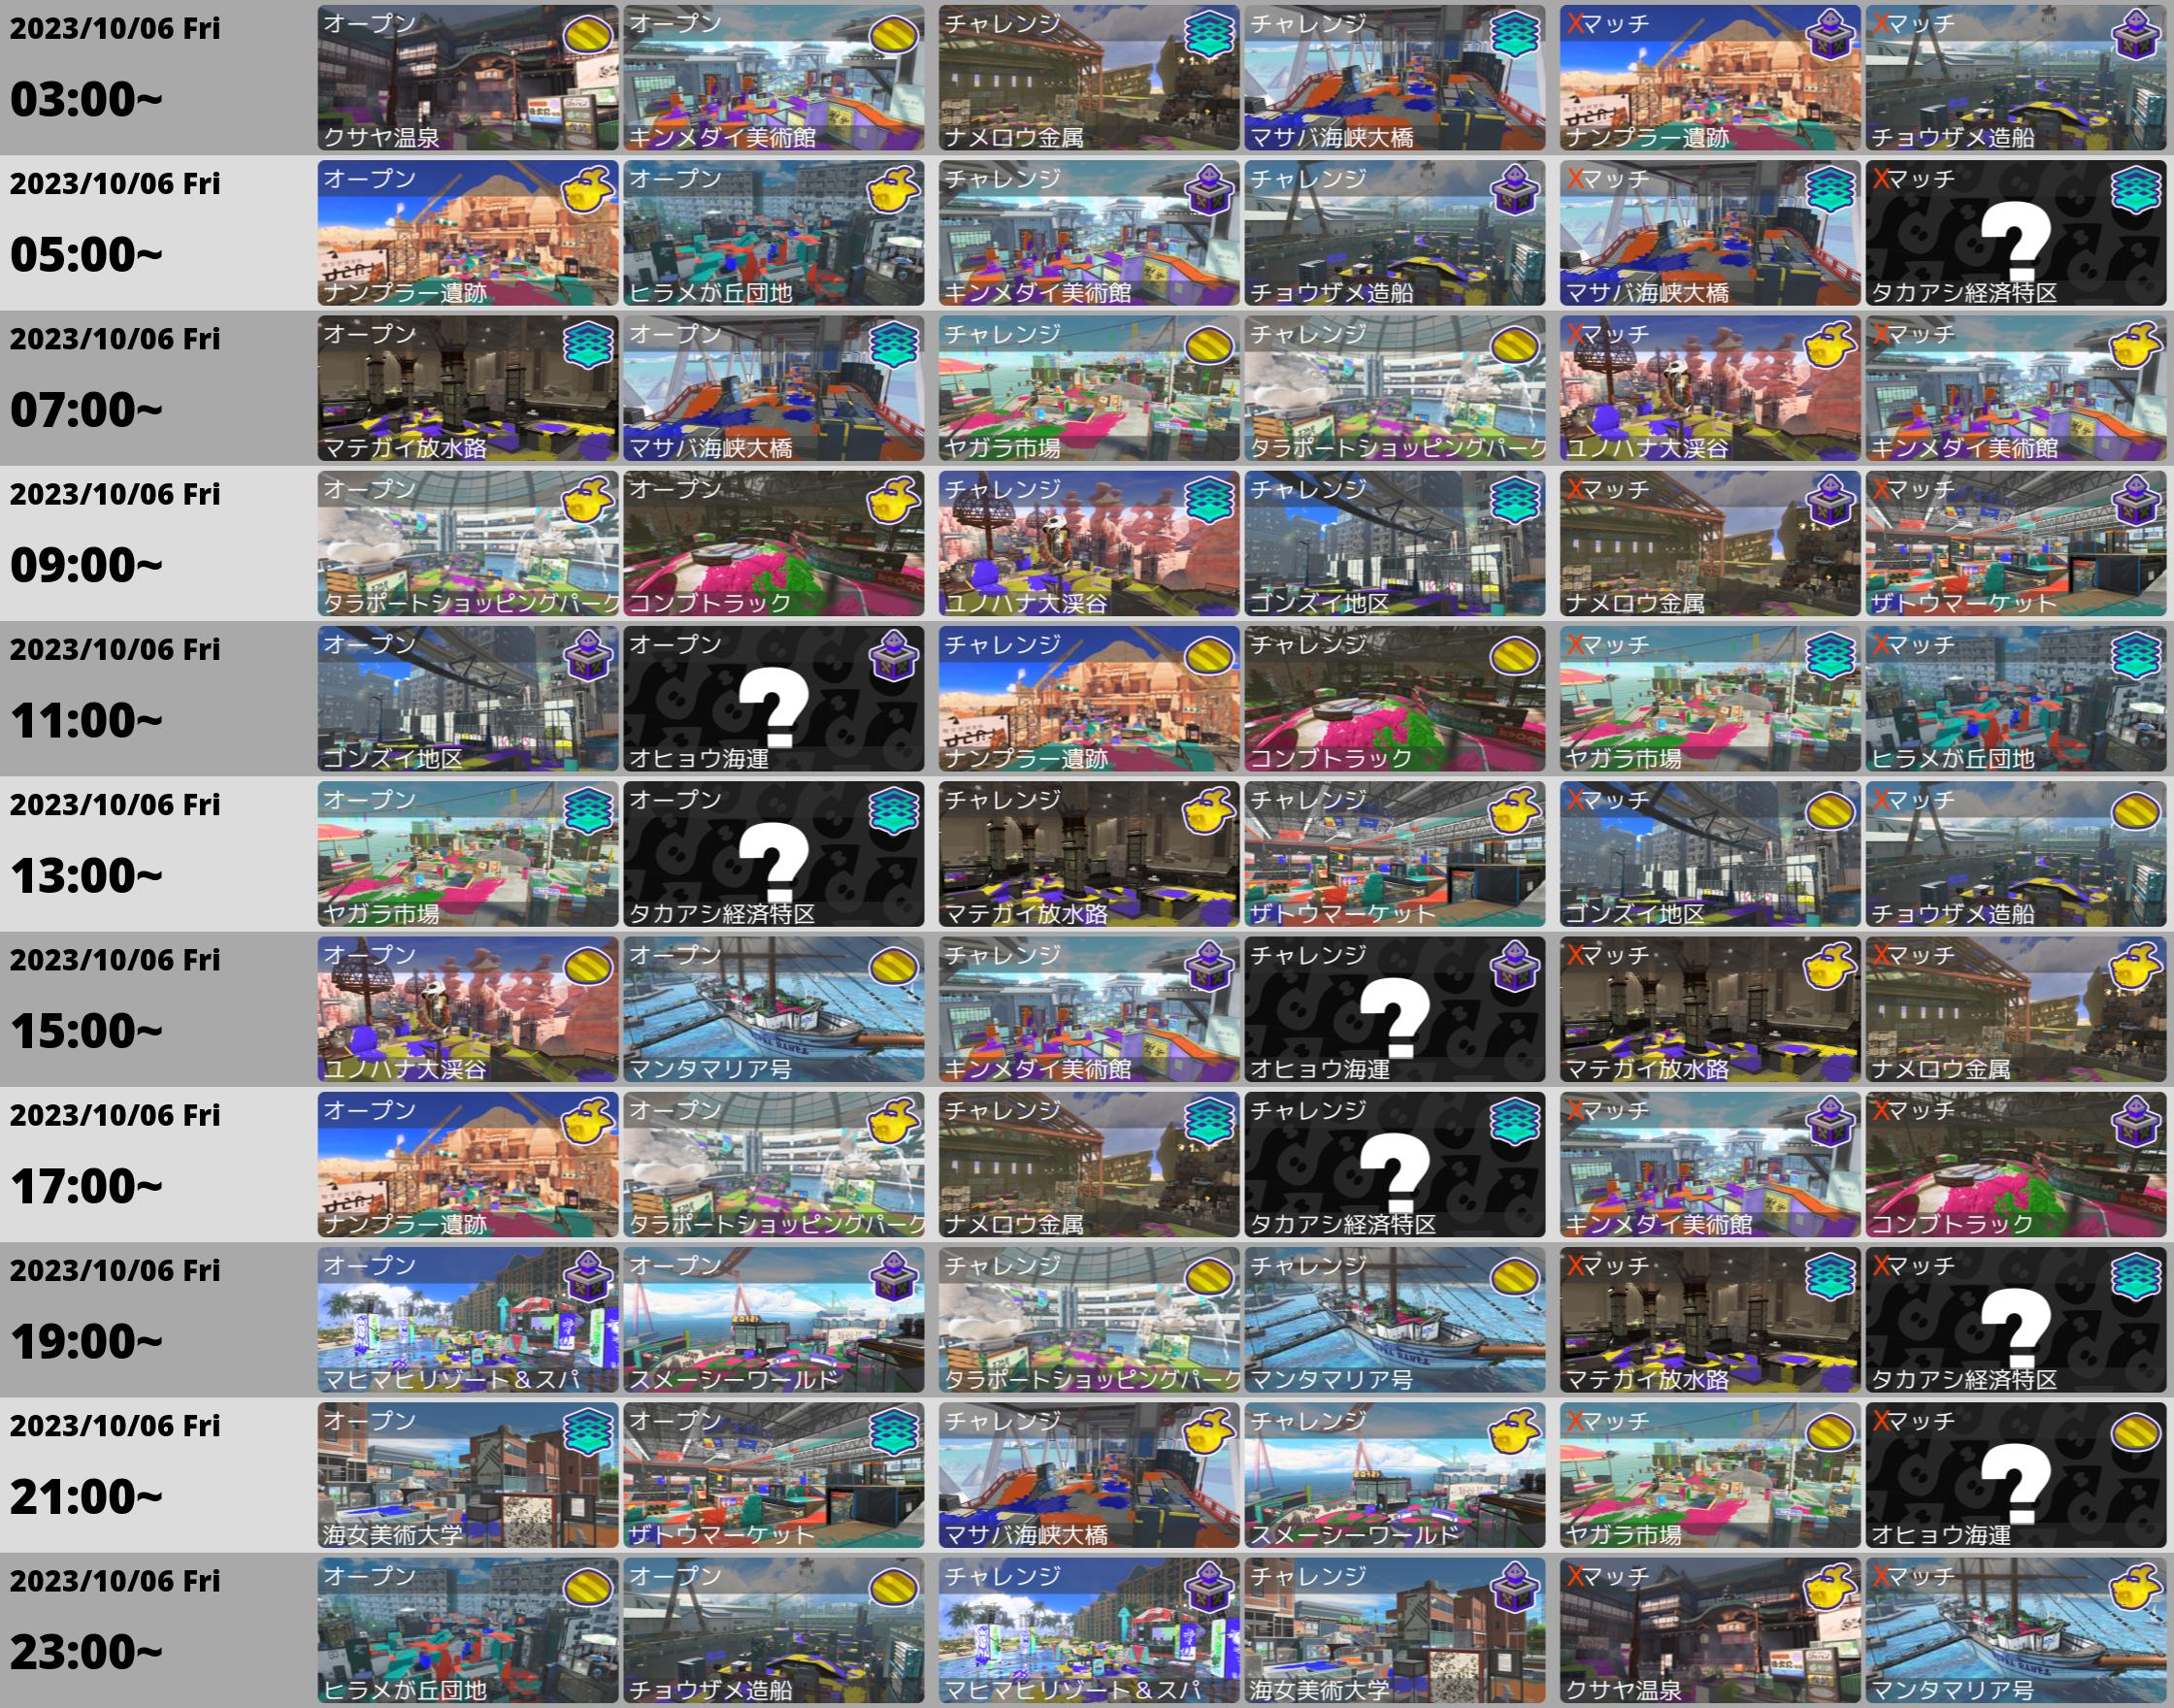 2023/10/06 Fri
03:00~
オープン
クサヤ温泉
オープン
キンメダイ美術館
チャレンジ
ナメロウ金属
チャレンジ
マサバ海峡大橋
Xマッチ
ナンプラー遺跡
Xマッチ
チョウザメ造船
2023/10/06 Fri
05:00~
オープン
ナンプラー遺跡
オープン
ヒラメが丘団地
チャレンジ
キンメダイ美術館
チャレンジ
チョウザメ造船
Xマッチ
マサバ海峡大橋
Xマッチ
タカアシ経済特区
2023/10/06 Fri
07:00~
オープン
マテガイ放水路
オープン
マサバ海峡大橋
チャレンジ
ヤガラ市場
チャレンジ
タラポートショッピングパーク
Xマッチ
ユノハナ大渓谷
Xマッチ
キンメダイ美術館
2023/10/06 Fri
09:00~
オープン
タラポートショッピングパーク
オープン
コンブトラック
チャレンジ
ユノハナ大渓谷
チャレンジ
ゴンズイ地区
Xマッチ
ナメロウ金属
Xマッチ
ザトウマーケット
2023/10/06 Fri
11:00~
オープン
ゴンズイ地区
オープン
オヒョウ海運
チャレンジ
ナンプラー遺跡
チャレンジ
コンブトラック
Xマッチ
ヤガラ市場
Xマッチ
ヒラメが丘団地
2023/10/06 Fri
13:00~
オープン
ヤガラ市場
オープン
タカアシ経済特区
チャレンジ
マテガイ放水路
チャレンジ
ザトウマーケット
Xマッチ
ゴンズイ地区
Xマッチ
チョウザメ造船
2023/10/06 Fri
15:00~
オープン
ユノハナ大渓谷
オープン
マンタマリア号
チャレンジ
キンメダイ美術館
チャレンジ
オヒョウ海運
Xマッチ
マテガイ放水路
Xマッチ
ナメロウ金属
2023/10/06 Fri
17:00~
オープン
ナンプラー遺跡
オープン
タラポートショッピングパーク
チャレンジ
ナメロウ金属
チャレンジ
タカアシ経済特区
Xマッチ
キンメダイ美術館
Xマッチ
コンブトラック
2023/10/06 Fri
19:00~
オープン
マヒマヒリゾート＆スパ
オープン
スメーシーワールド
チャレンジ
タラポートショッピングパーク
チャレンジ
マンタマリア号
Xマッチ
マテガイ放水路
Xマッチ
タカアシ経済特区
2023/10/06 Fri
21:00~
オープン
海女美術大学
オープン
ザトウマーケット
チャレンジ
マサバ海峡大橋
チャレンジ
スメーシーワールド
Xマッチ
ヤガラ市場
Xマッチ
オヒョウ海運
2023/10/06 Fri
23:00~
オープン
ヒラメが丘団地
オープン
チョウザメ造船
チャレンジ
マヒマヒリゾート＆スパ
チャレンジ
海女美術大学
Xマッチ
クサヤ温泉
Xマッチ
マンタマリア号